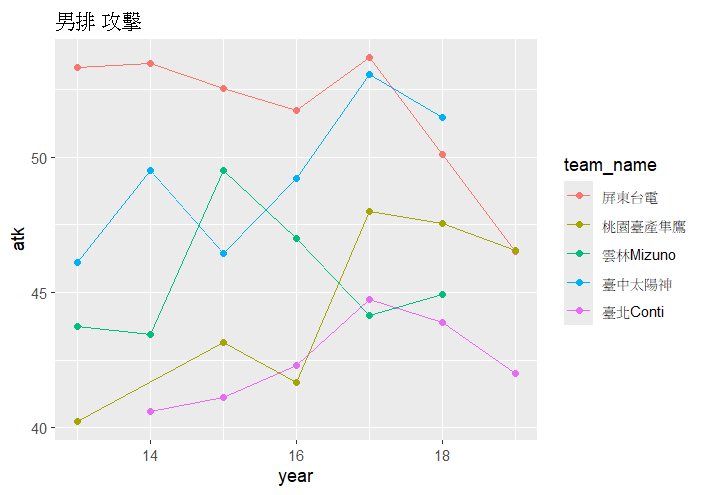 男排 攻擊
atk
50
45
40
14
16
18
year
team_name
屏東台電
桃園臺產隼鷹
雲林Mizuno
臺中太陽神
臺北Conti